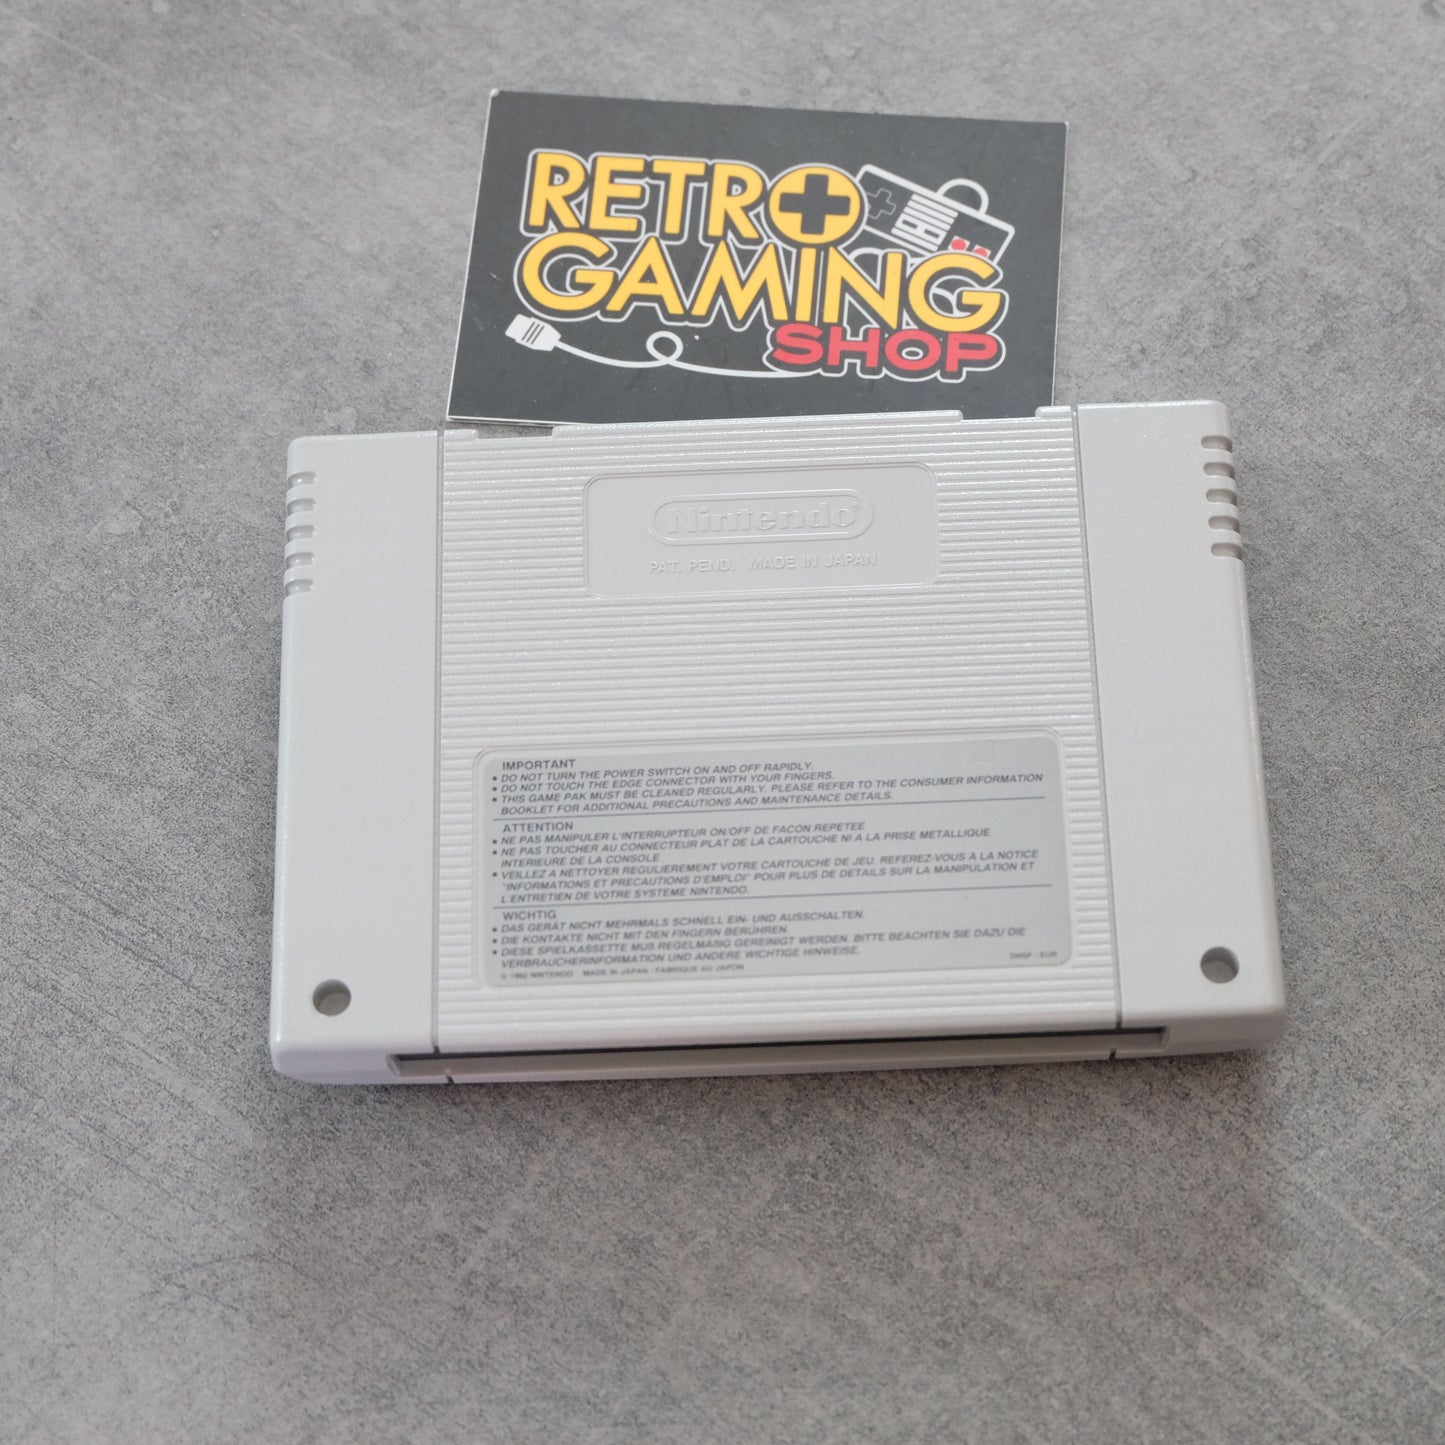 RETRO
GAMING
SHOP
Nintendo®
PAT. PEND. MADE IN JAPAN
IMPORTANT
• DO NOT TURN THE POWER SWITCH ON AND OFF RAPIDLY.
• DO NOT TOUCH THE EDGE CONNECTOR WITH YOUR FINGERS.
• THIS GAME PAK MUST BE CLEANED REGULARLY. PLEASE REFER TO THE CONSUMER INFORMATION
BOOKLET FOR ADDITIONAL PRECAUTIONS AND MAINTENANCE DETAILS.
ATTENTION
• NE PAS MANIPULER L'INTERRUPTEUR ON/OFF DE FACON REPETEE
• NE PAS TOUCHER AU CONNECTEUR PLAT DE LA CARTOUCHE NI A LA PRISE METALLIQUE
INTERIEURE DE LA CONSOLE
• VEILLEZ A NETTOYER REGULIEREMENT VOTRE CARTOUCHE DE JEU. REFEREZ-VOUS A LA NOTICE
"INFORMATIONS ET PRECAUTIONS D'EMPLOI" POUR PLUS DE DETAILS SUR LA MANIPULATION ET
L'ENTRETIEN DE VOTRE SYSTEME NINTENDO.
WICHTIG
• DAS GERÄT NICHT MEHRMALS SCHNELL EIN- UND AUSSCHALTEN.
• DIE KONTAKTE NICHT MIT DEN FINGERN BERÜHREN.
• DIESE SPIELKASSETTE MUß REGELMÄßIG GEREINIGT WERDEN. BITTE BEACHTEN SIE DAZU DIE
VERBRAUCHERINFORMATION UND ANDERE WICHTIGE HINWEISE.
© 1992 NINTENDO MADE IN JAPAN · FABRIQUE AU JAPON
SNSP - EUR